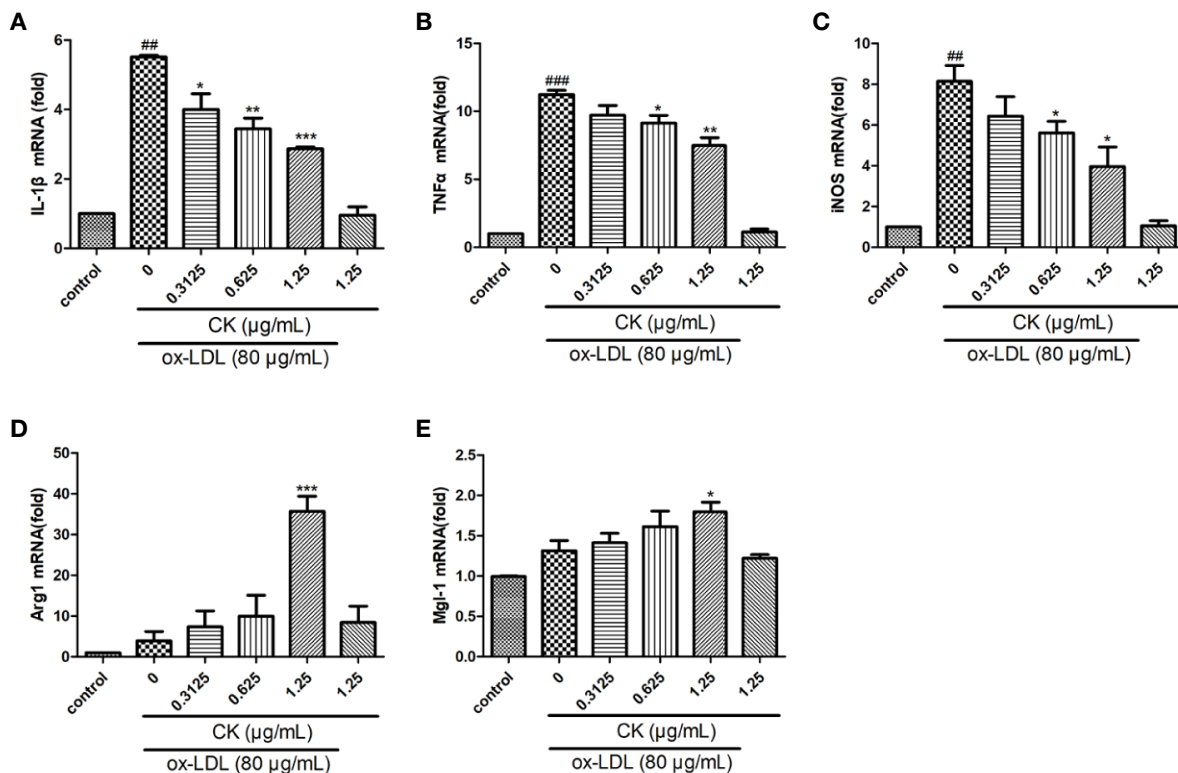 A
IL-1β mRNA (fold)
6
4
2
0
##
*
**
***
control
0
0.3125
0.625
1.25
1.25
CK (µg/mL)
ox-LDL (80 µg/mL)
B
TNFα mRNA(fold)
15
10
5
0
###
*
**
control
0
0.3125
0.625
1.25
1.25
CK (µg/mL)
ox-LDL (80 µg/mL)
C
iNOS mRNA(fold)
10
8
6
4
2
0
##
*
*
control
0
0.3125
0.625
1.25
1.25
CK (µg/mL)
ox-LDL (80 µg/mL)
D
Arg1 mRNA(fold)
50
40
30
20
10
0
***
control
0
0.3125
0.625
1.25
1.25
CK (µg/mL)
ox-LDL (80 µg/mL)
E
Mgl-1 mRNA(fold)
2.5
2.0
1.5
1.0
0.5
0.0
*
control
0
0.3125
0.625
1.25
1.25
CK (µg/mL)
ox-LDL (80 µg/mL)